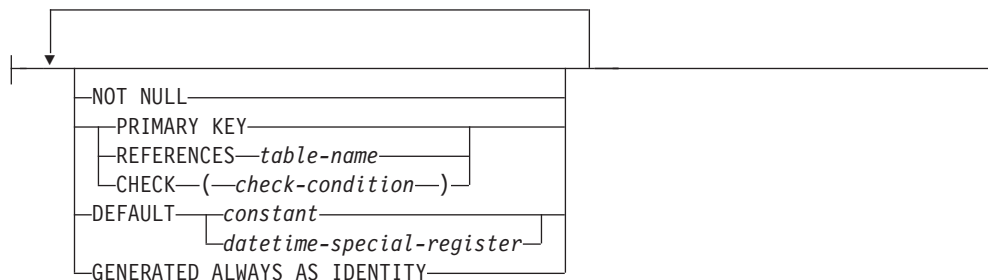 NOT NULL
PRIMARY KEY
REFERENCES table-name
CHECK ( check-condition )
DEFAULT constant
datetime-special-register
GENERATED ALWAYS AS IDENTITY